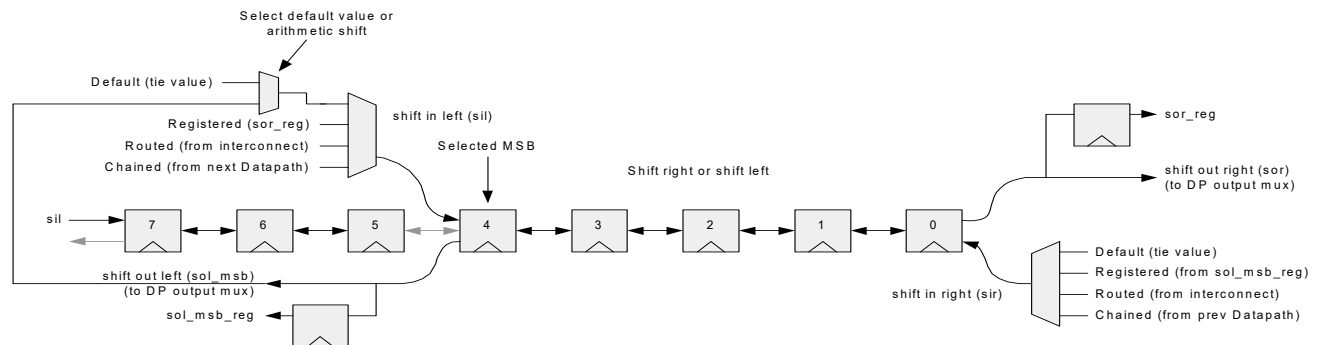 Select default value or
arithmetic shift
Default (tie value)
shift in left (sil)
Registered (sor_reg)
Routed (from interconnect)
Chained (from next Datapath)
Selected MSB
Shift right or shift left
sor_reg
shift out right (sor)
(to DP output mux)
sil
7
6
5
4
3
2
1
0
shift out left (sol_msb)
(to DP output mux)
sol_msb_reg
shift in right (sir)
Default (tie value)
Registered (from sol_msb_reg)
Routed (from interconnect)
Chained (from prev Datapath)